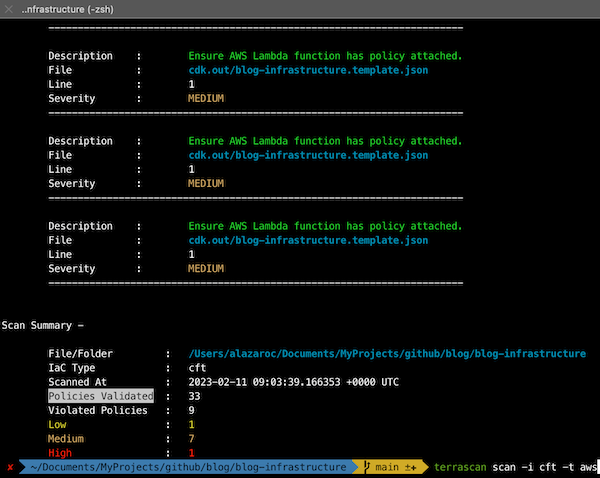 ..nfrastructure (-zsh)
Description : Ensure AWS Lambda function has policy attached.
File : cdk.out/blog-infrastructure.template.json
Line : 1
Severity : MEDIUM
Description : Ensure AWS Lambda function has policy attached.
File : cdk.out/blog-infrastructure.template.json
Line : 1
Severity : MEDIUM
Description : Ensure AWS Lambda function has policy attached.
File : cdk.out/blog-infrastructure.template.json
Line : 1
Severity : MEDIUM
Scan Summary -
File/Folder : /Users/alazaroc/Documents/MyProjects/github/blog/blog-infrastructure
IaC Type : cft
Scanned At : 2023-02-11 09:03:39.166353 +0000 UTC
Policies Validated : 33
Violated Policies : 9
Low : 1
Medium : 7
High : 1
✘ ~/Documents/MyProjects/github/blog/blog-infrastructure main ±✚ terrascan scan -i cft -t aws